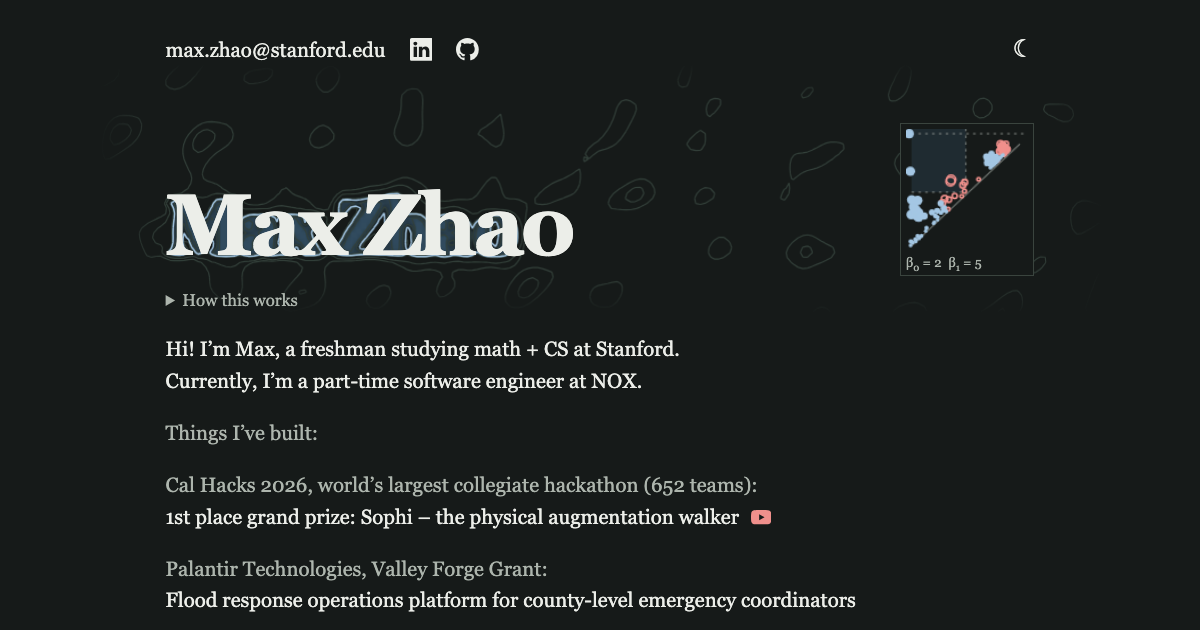 max.zhao@stanford.edu
Max Zhao
β₀ = 2 β₁ = 5
▶ How this works
Hi! I’m Max, a freshman studying math + CS at Stanford.
Currently, I’m a part-time software engineer at NOX.
Things I’ve built:
Cal Hacks 2026, world’s largest collegiate hackathon (652 teams):
1st place grand prize: Sophi – the physical augmentation walker
Palantir Technologies, Valley Forge Grant:
Flood response operations platform for county-level emergency coordinators